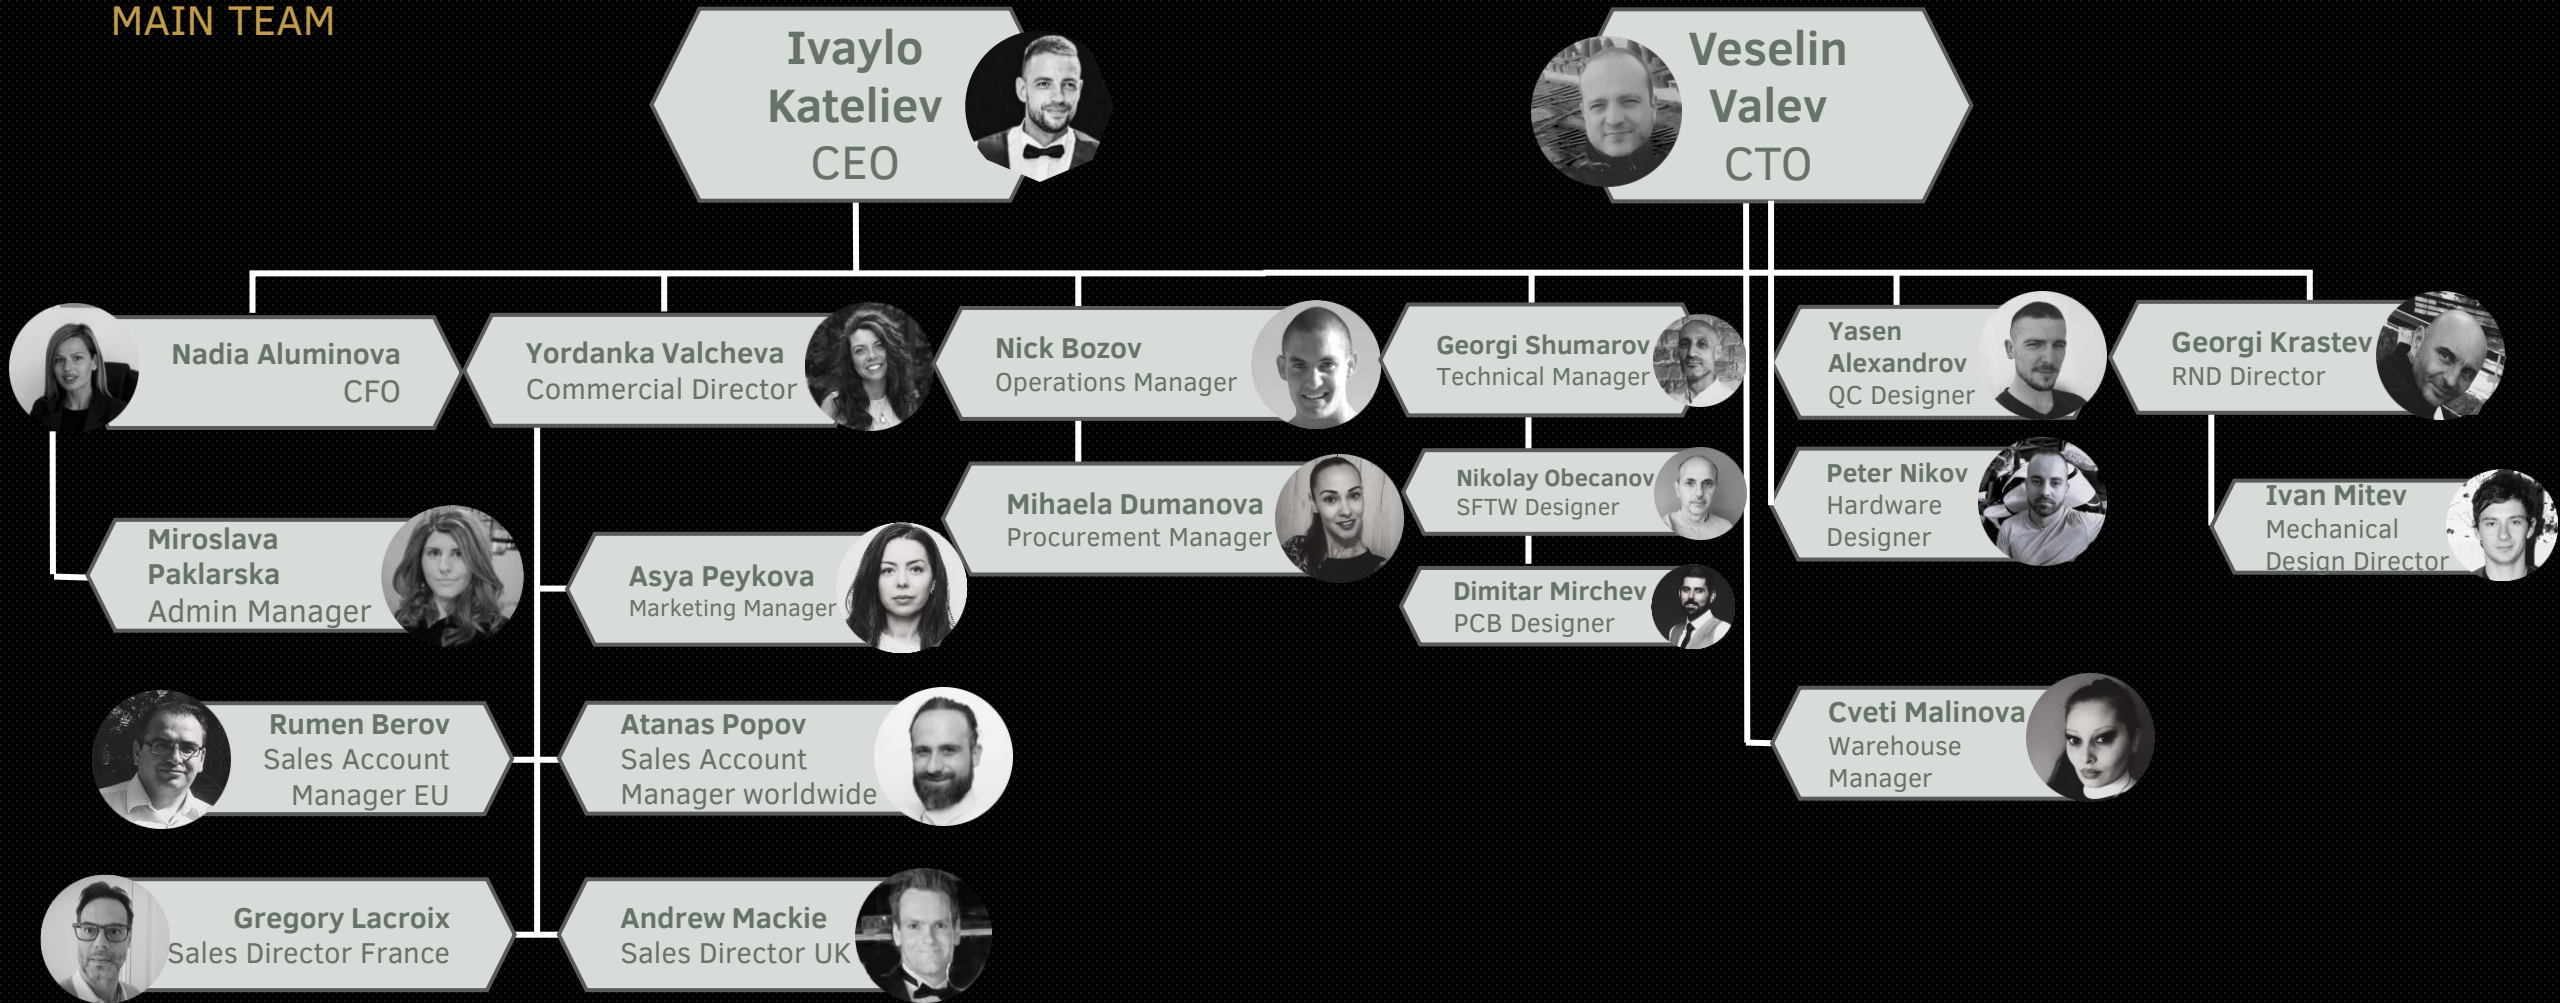 MAIN TEAM
Ivaylo
Kateliev
CEO
Veselin
Valev
CTO
Nadia Aluminova
CFO
Yordanka Valcheva
Commercial Director
Nick Bozov
Operations Manager
Georgi Shumarov
Technical Manager
Yasen
Alexandrov
QC Designer
Georgi Krastev
RND Director
Miroslava
Paklarska
Admin Manager
Asya Peykova
Marketing Manager
Mihaela Dumanova
Procurement Manager
Nikolay Obecanov
SFTW Designer
Dimitar Mirchev
PCB Designer
Peter Nikov
Hardware
Designer
Ivan Mitev
Mechanical
Design Director
Rumen Berov
Sales Account
Manager EU
Atanas Popov
Sales Account
Manager worldwide
Cveti Malinova
Warehouse
Manager
Gregory Lacroix
Sales Director France
Andrew Mackie
Sales Director UK